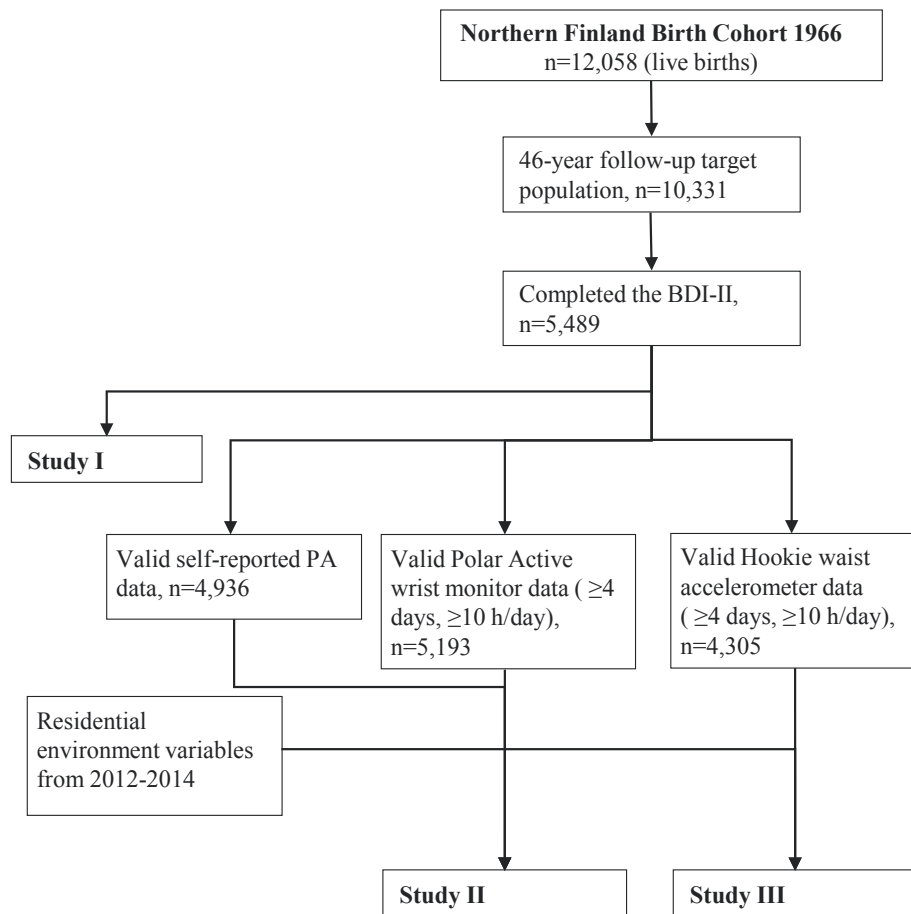 Northern Finland Birth Cohort 1966
n=12,058 (live births)
46-year follow-up target
population, n=10,331
Completed the BDI-II,
n=5,489
Study I
Valid self-reported PA
data, n=4,936
Valid Polar Active
wrist monitor data ( ≥4
days, ≥10 h/day),
n=5,193
Valid Hookie waist
accelerometer data
( ≥4 days, ≥10 h/day),
n=4,305
Residential
environment variables
from 2012-2014
Study II
Study III